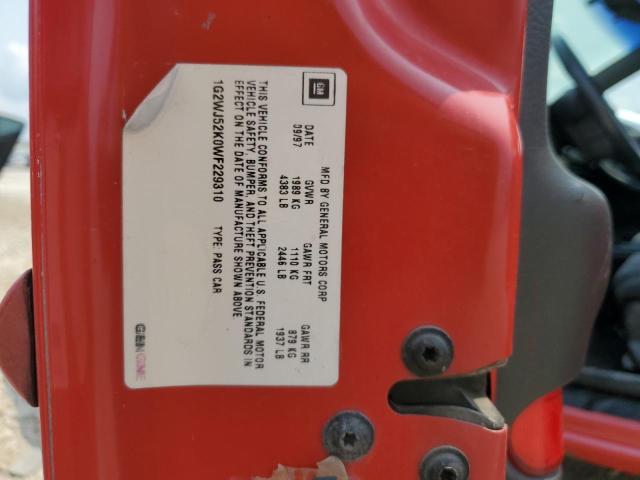 GM
MFD BY GENERAL MOTORS CORP
DATE GVWR GAWR FRT GAWR RR
09/97 1989 KG 1110 KG 879 KG
4383 LB 2446 LB 1937 LB
THIS VEHICLE CONFORMS TO ALL APPLICABLE U.S. FEDERAL MOTOR
VEHICLE SAFETY, BUMPER, AND THEFT PREVENTION STANDARDS IN
EFFECT ON THE DATE OF MANUFACTURE SHOWN ABOVE
1G2WJ52K0WF229310 TYPE: PASS CAR